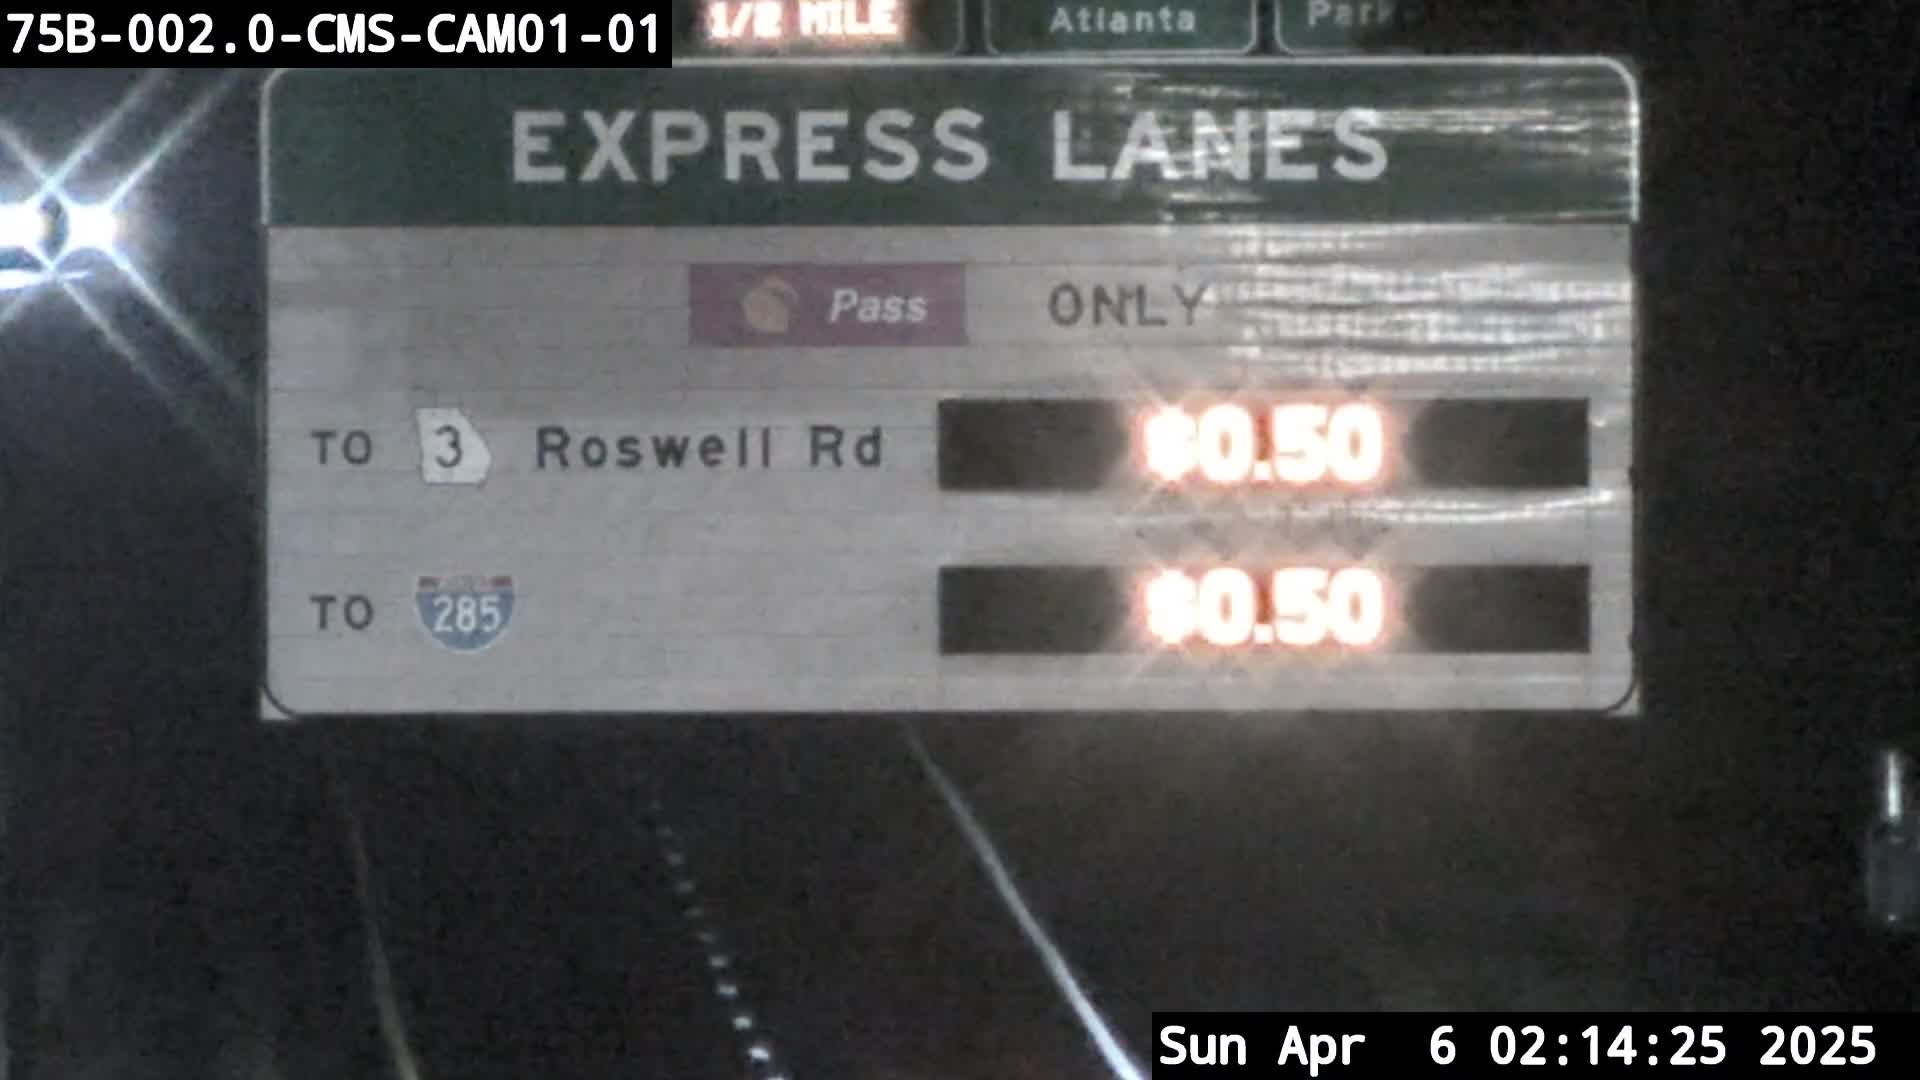 75B-002.0-CMS-CAM01-01
1/2 MILE
Atlanta
Park
EXPRESS LANES
Pass ONLY
TO 3 Roswell Rd $0.50
TO 285 $0.50
Sun Apr 6 02:14:25 2025